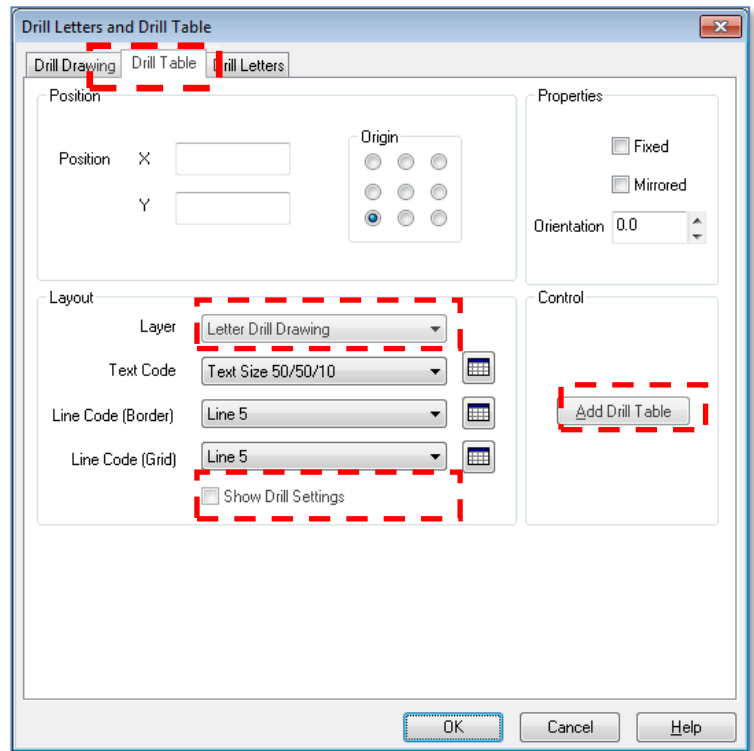 Drill Letters and Drill Table
Drill Drawing Drill Table Drill Letters
Position
Position X
Y
Origin
Properties
Fixed
Mirrored
Orientation 0.0
Layout
Layer Letter Drill Drawing
Text Code Text Size 50/50/10
Line Code (Border) Line 5
Line Code (Grid) Line 5
Show Drill Settings
Control
Add Drill Table
OK Cancel Help